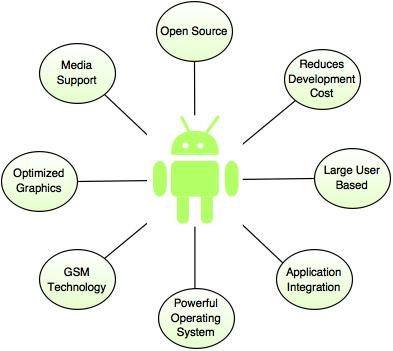 Open Source
Reduces
Development
Cost
Large User
Based
Application
Integration
Powerful
Operating
System
GSM
Technology
Optimized
Graphics
Media
Support